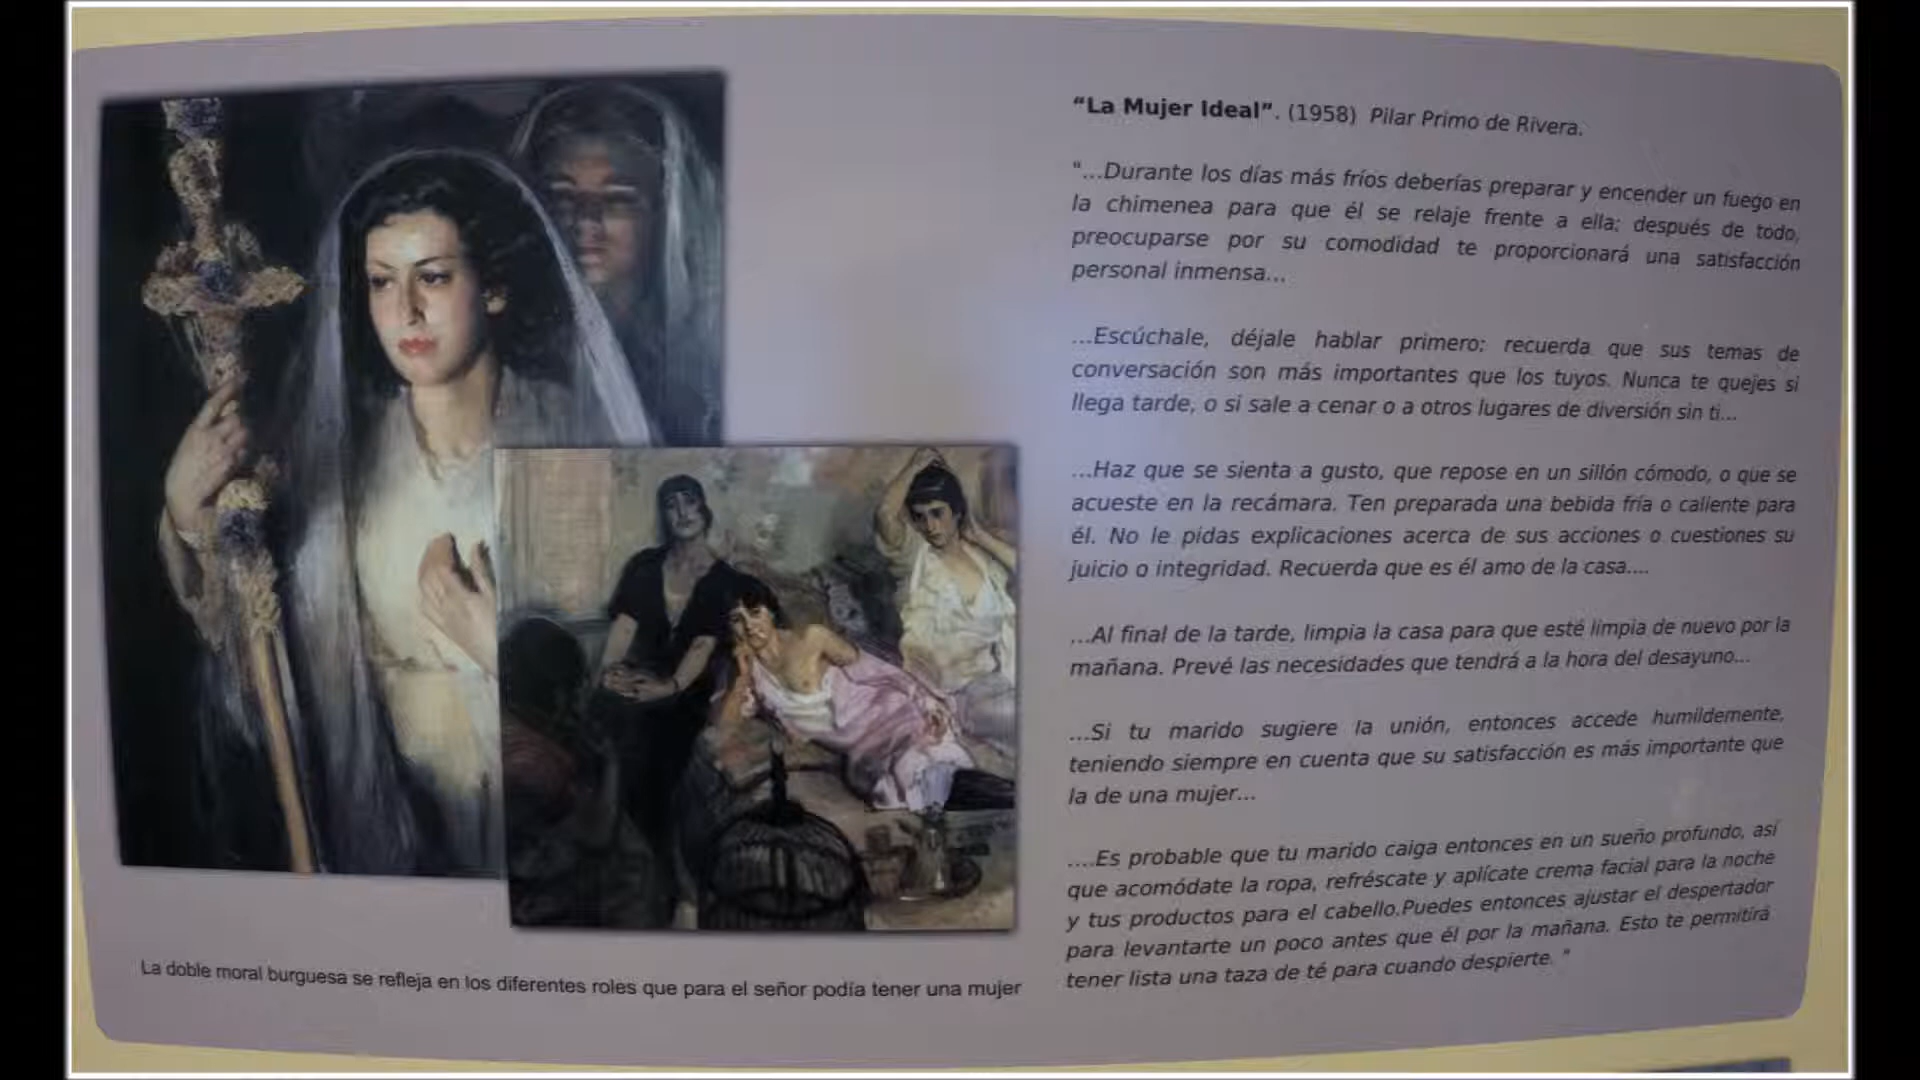 “La Mujer Ideal”. (1958) Pilar Primo de Rivera.
“...Durante los días más fríos deberías preparar y encender un fuego en
la chimenea para que él se relaje frente a ella; después de todo,
preocuparse por su comodidad te proporcionará una satisfacción
personal inmensa...
...Escúchale, déjale hablar primero; recuerda que sus temas de
conversación son más importantes que los tuyos. Nunca te quejes si
llega tarde, o si sale a cenar o a otros lugares de diversión sin ti...
...Haz que se sienta a gusto, que repose en un sillón cómodo, o que se
acueste en la recámara. Ten preparada una bebida fría o caliente para
él. No le pidas explicaciones acerca de sus acciones o cuestiones su
juicio o integridad. Recuerda que es él amo de la casa....
...Al final de la tarde, limpia la casa para que esté limpia de nuevo por la
mañana. Prevé las necesidades que tendrá a la hora del desayuno...
...Si tu marido sugiere la unión, entonces accede humildemente,
teniendo siempre en cuenta que su satisfacción es más importante que
la de una mujer...
....Es probable que tu marido caiga entonces en un sueño profundo, así
que acomódate la ropa, refréscate y aplícate crema facial para la noche
y tus productos para el cabello.Puedes entonces ajustar el despertador
para levantarte un poco antes que él por la mañana. Esto te permitirá
tener lista una taza de té para cuando despierte. ”
La doble moral burguesa se refleja en los diferentes roles que para el señor podía tener una mujer